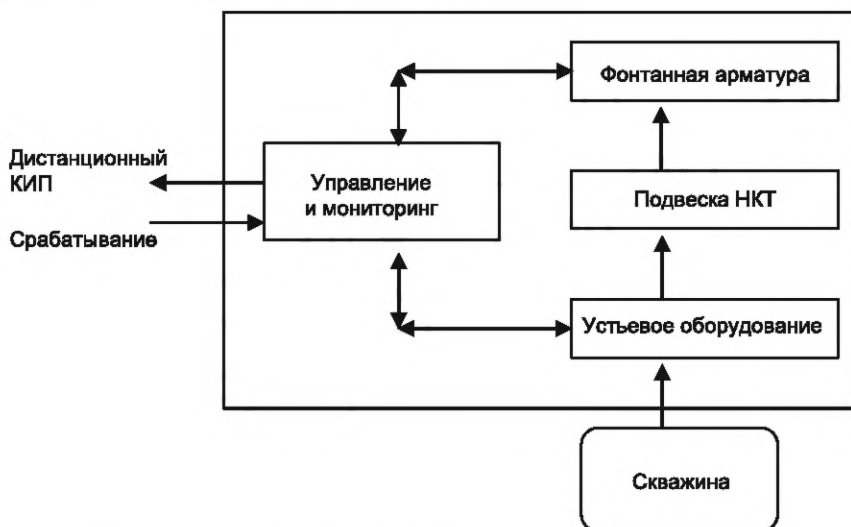 Фонтанная арматура
Дистанционный
КИП
Управление
и мониторинг
Подвеска НКТ
Срабатывание
Устьевое оборудование
Скважина